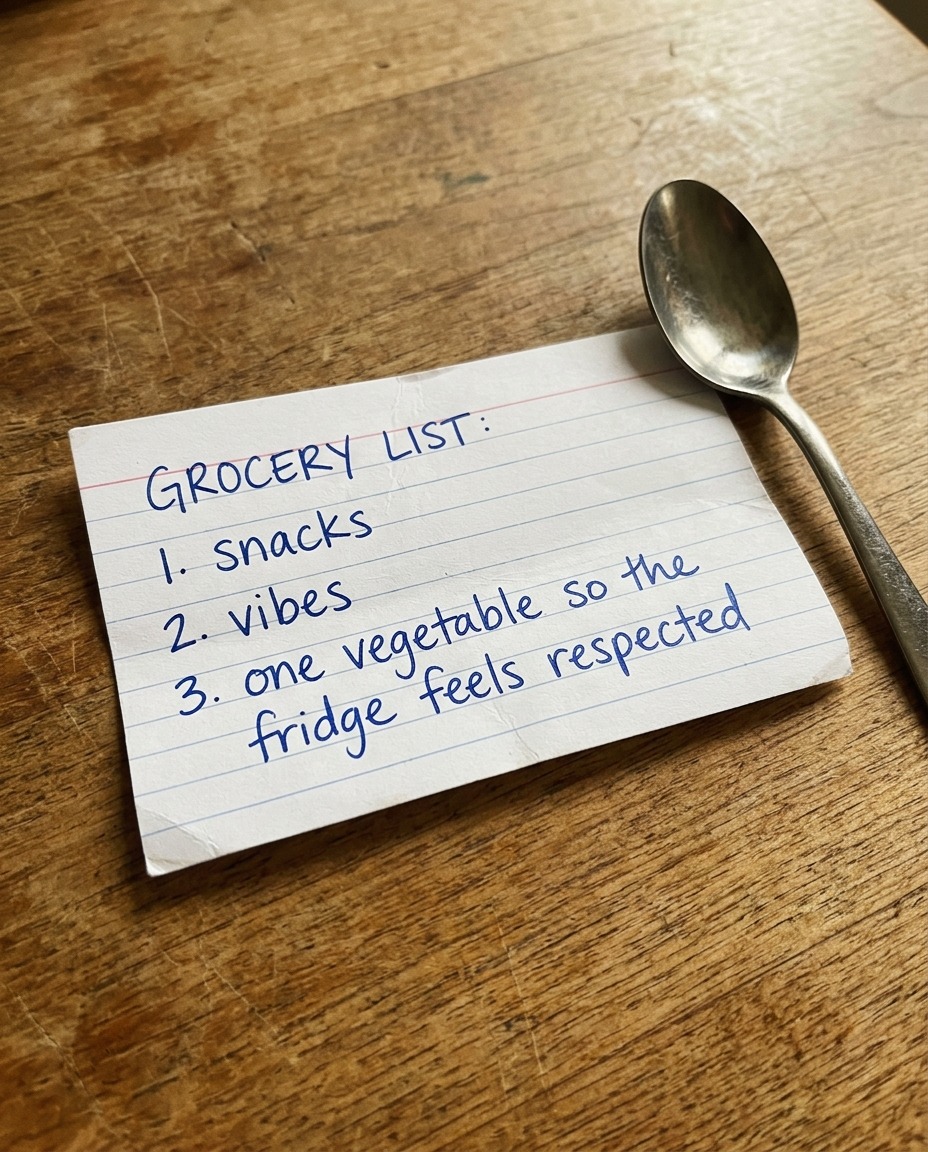 GROCERY LIST:
1. snacks
2. vibes
3. one vegetable so the
fridge feels respected